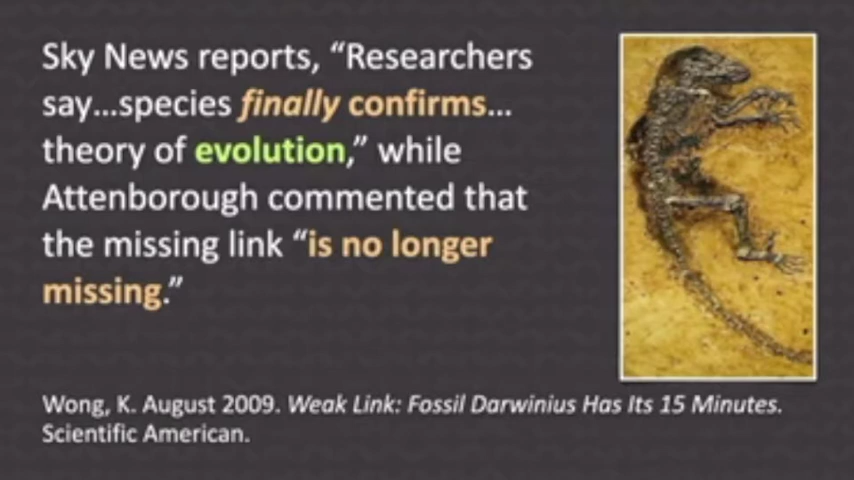 Sky News reports, “Researchers
say...species finally confirms...
theory of evolution,” while
Attenborough commented that
the missing link “is no longer
missing.”
Wong, K. August 2009. Weak Link: Fossil Darwinius Has Its 15 Minutes.
Scientific American.